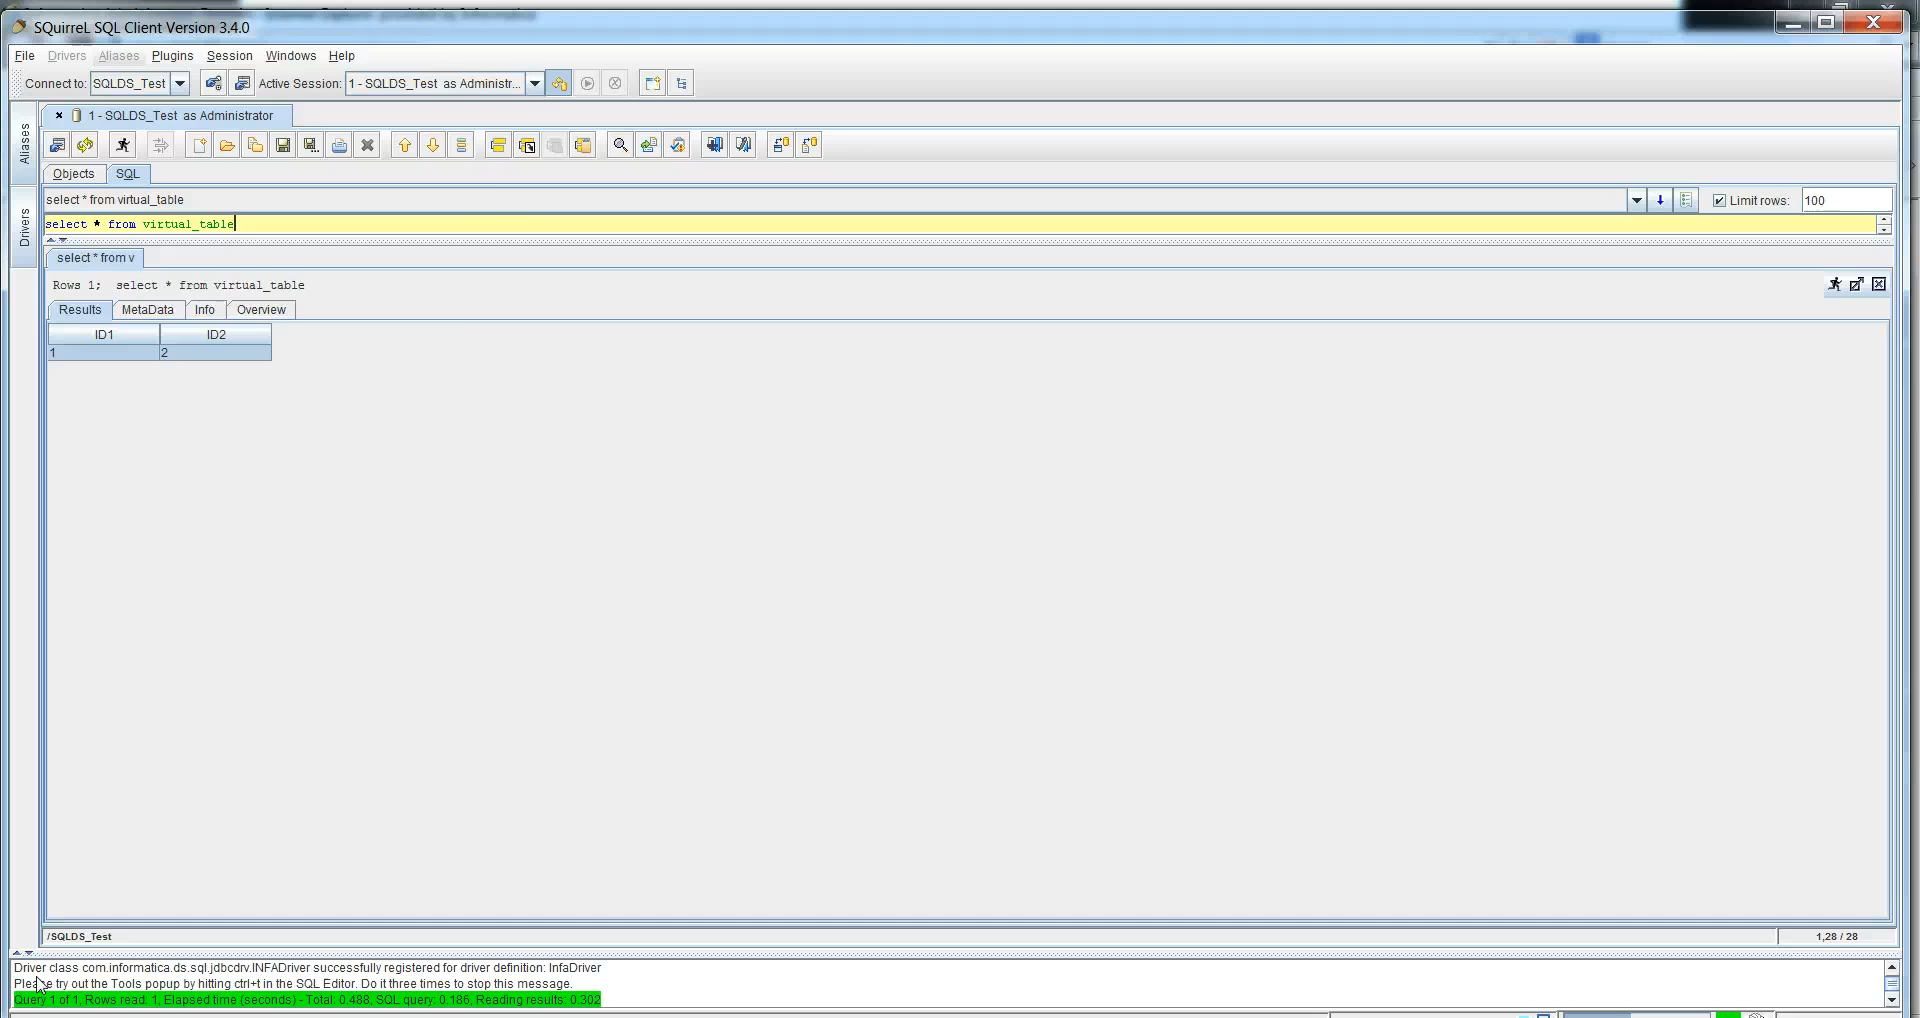 SQuirreL SQL Client Version 3.4.0
File Drivers Aliases Plugins Session Windows Help
Connect to: SQLDS_Test Active Session: 1 - SQLDS_Test as Administr...
1 - SQLDS_Test as Administrator
Aliases
Drivers
Objects SQL
select * from virtual_table Limit rows: 100
select * from virtual_table
select * from v
Rows 1; select * from virtual_table
Results MetaData Info Overview
ID1 ID2
1 2
/SQLDS_Test 1,28 / 28
Driver class com.informatica.ds.sql.jdbcdrv.INFADriver successfully registered for driver definition: InfaDriver
Please try out the Tools popup by hitting ctrl+t in the SQL Editor. Do it three times to stop this message.
Query 1 of 1, Rows read: 1, Elapsed time (seconds) - Total: 0.488, SQL query: 0.186, Reading results: 0.302